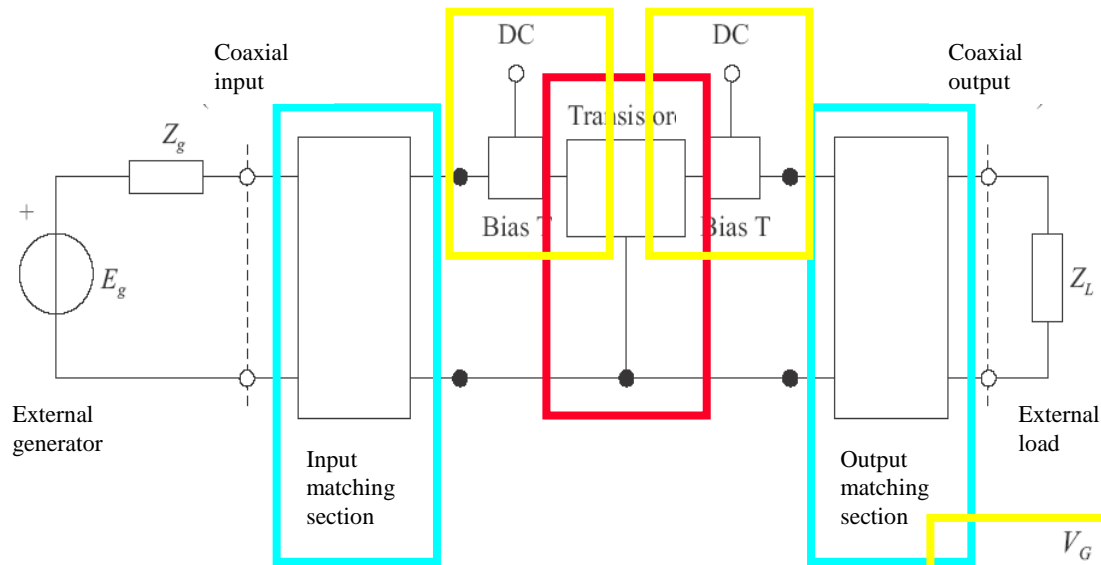 DC
DC
Coaxial
input
Coaxial
output
Transistore
Z_g
+
Bias T
Bias T
E_g
Z_L
External
generator
External
load
Input
matching
section
Output
matching
section
V_G